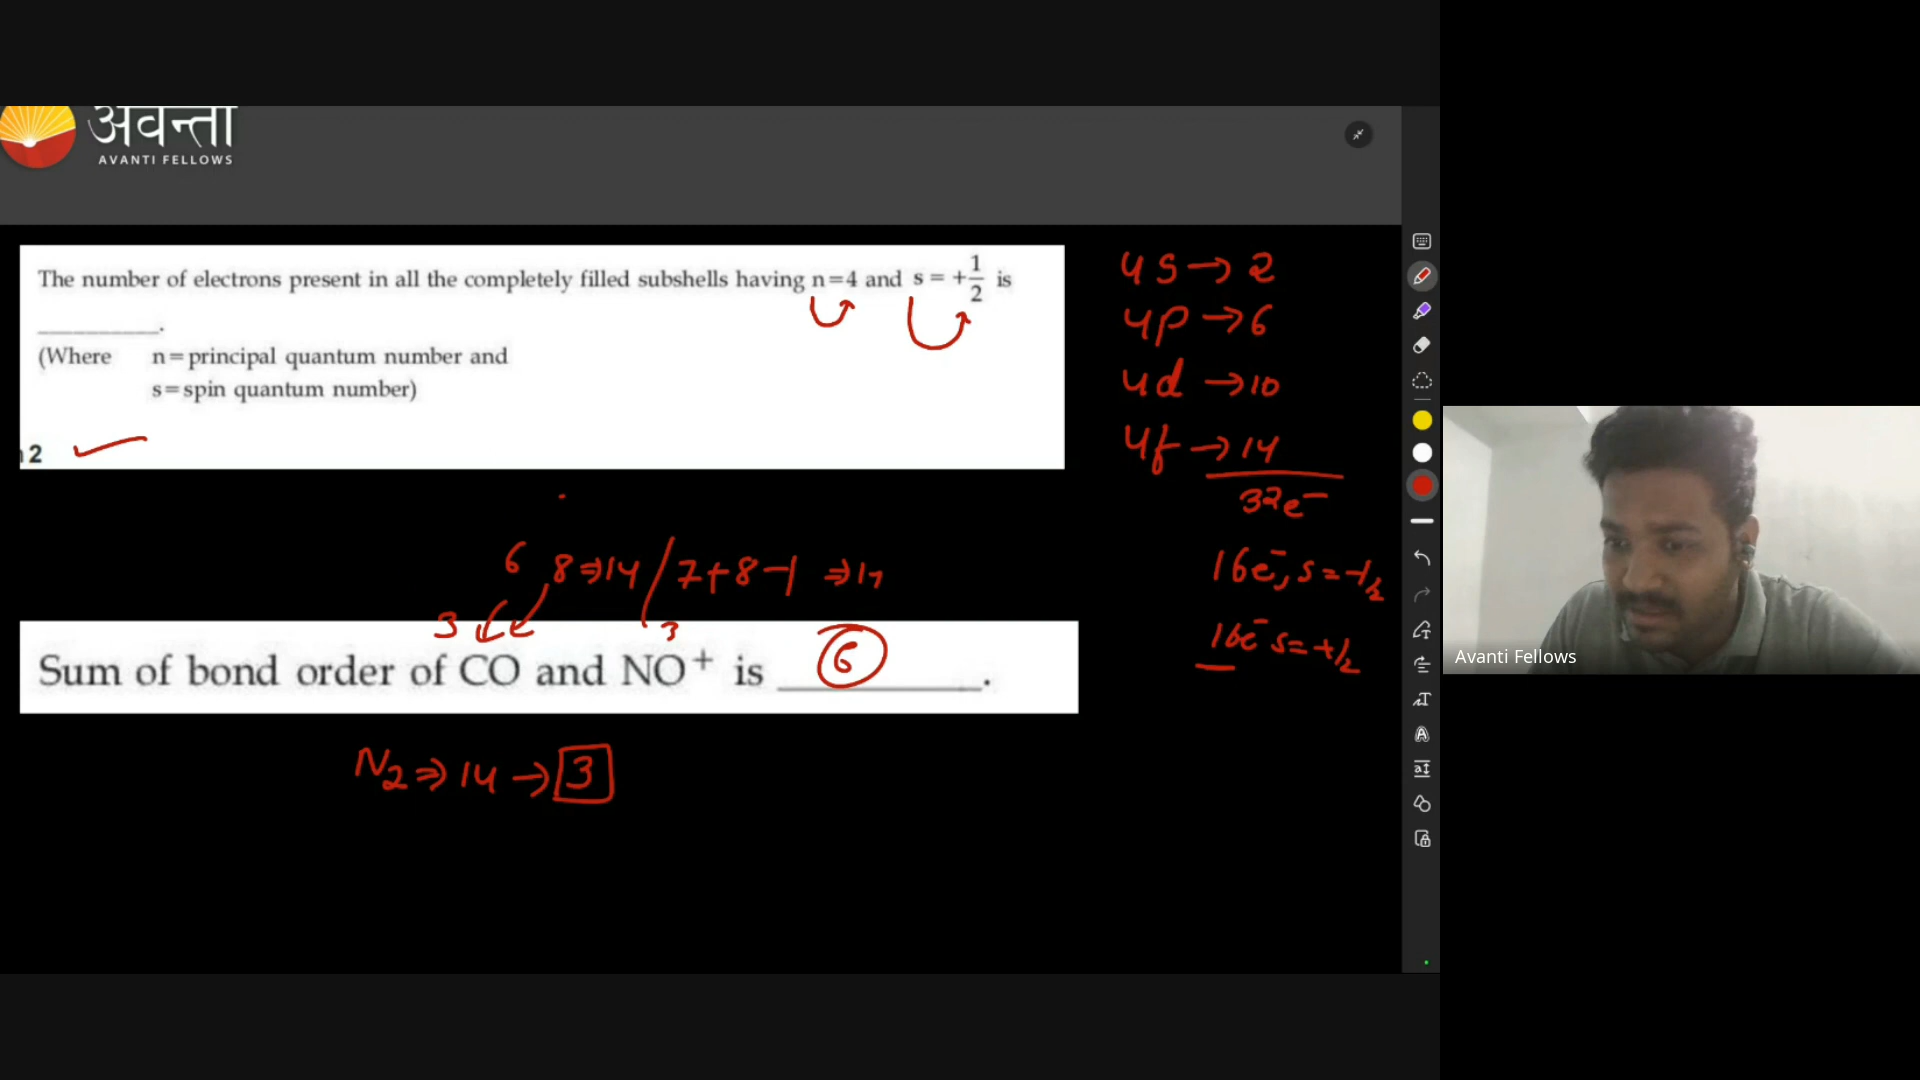 अवन्ती
AVANTI FELLOWS
The number of electrons present in all the completely filled subshells having n=4 and s = +1/2 is
__________.
(Where n=principal quantum number and
s=spin quantum number)
2
4s → 2
4p → 6
4d → 10
4f → 14
32e⁻
16e⁻, s = -1/2
16e⁻ s = +1/2
6 8 ⇒ 14 / 7+8-1 ⇒ 1
3 3
Sum of bond order of CO and NO⁺ is 6.
N₂ ⇒ 14 → 3
Avanti Fellows